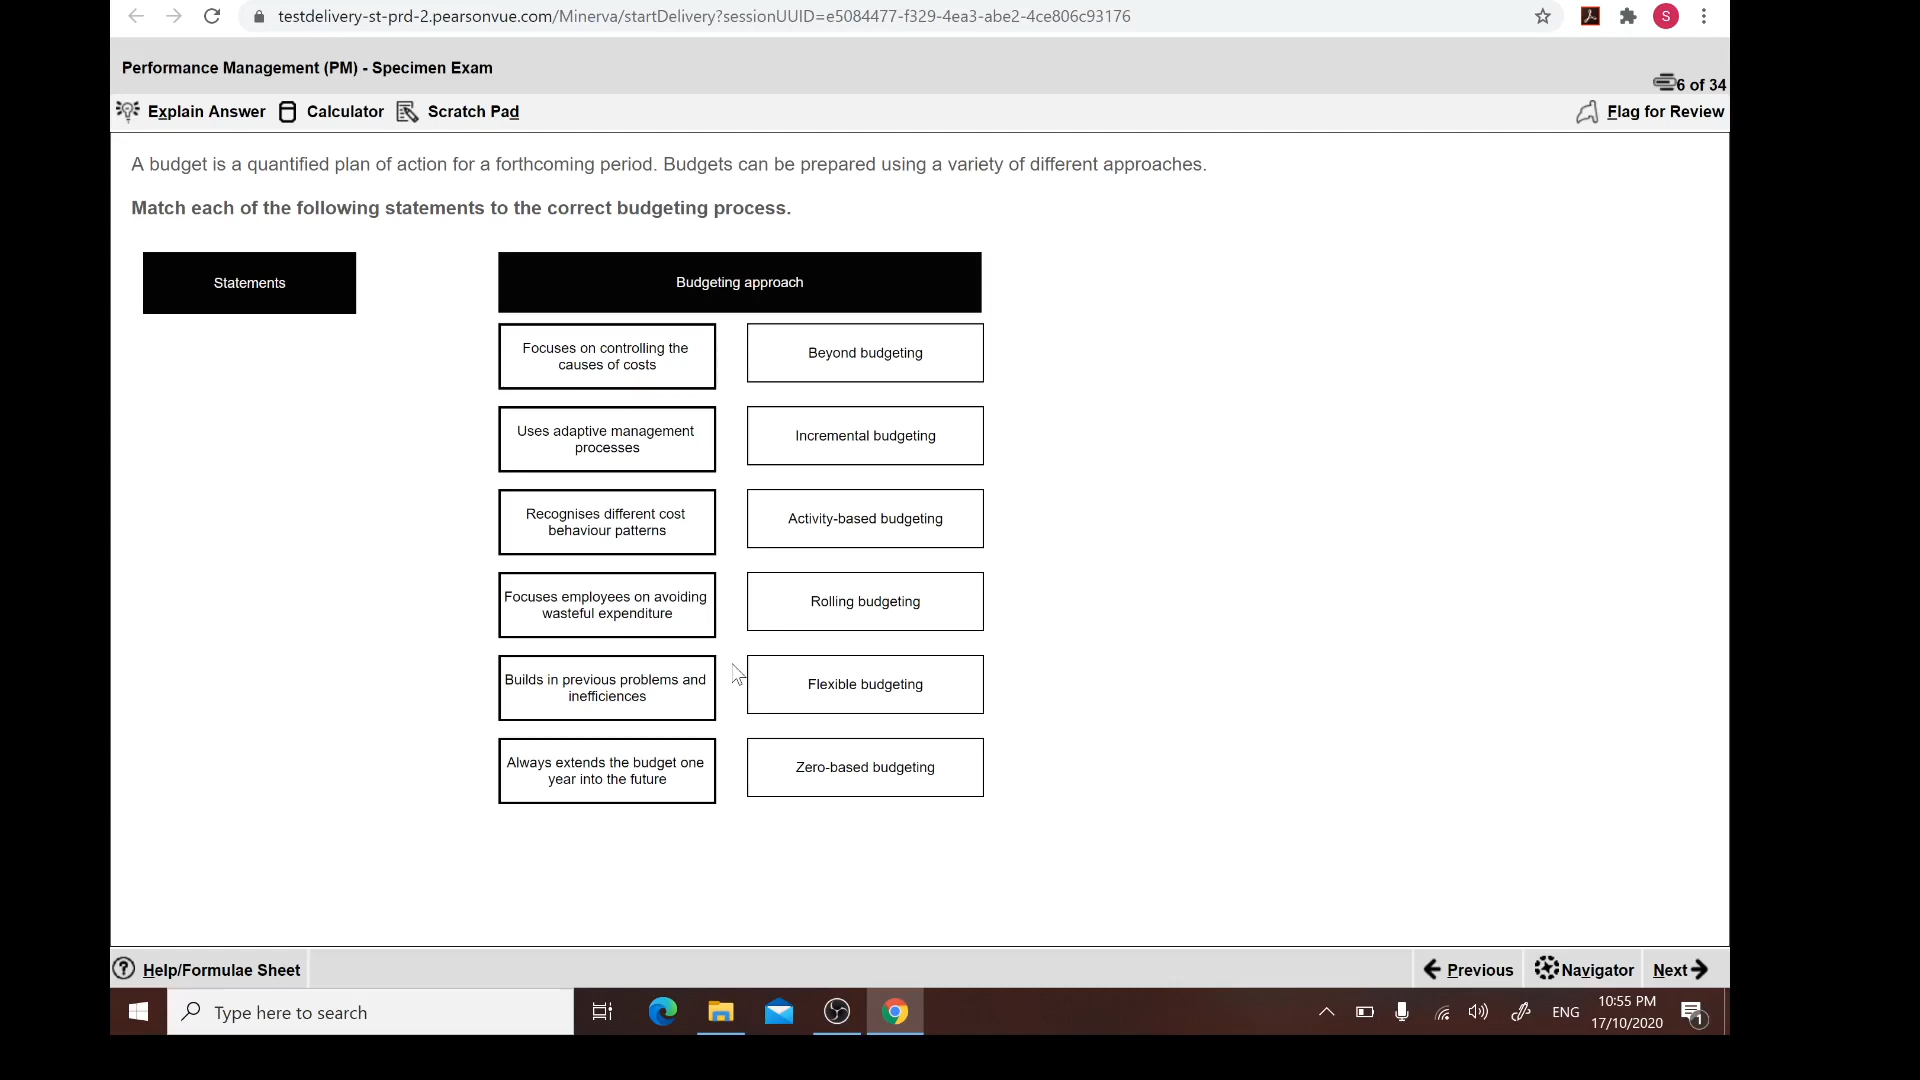 testdelivery-st-prd-2.pearsonvue.com/Minerva/startDelivery?sessionUUID=e5084477-f329-4ea3-abe2-4ce806c93176
S
Performance Management (PM) - Specimen Exam
6 of 34
Explain Answer
Calculator
Scratch Pad
Flag for Review
A budget is a quantified plan of action for a forthcoming period. Budgets can be prepared using a variety of different approaches.
Match each of the following statements to the correct budgeting process.
Statements
Budgeting approach
Focuses on controlling the
causes of costs
Beyond budgeting
Uses adaptive management
processes
Incremental budgeting
Recognises different cost
behaviour patterns
Activity-based budgeting
Focuses employees on avoiding
wasteful expenditure
Rolling budgeting
Builds in previous problems and
inefficiences
Flexible budgeting
Always extends the budget one
year into the future
Zero-based budgeting
Help/Formulae Sheet
Previous
Navigator
Next
Type here to search
ENG
10:55 PM
17/10/2020
1